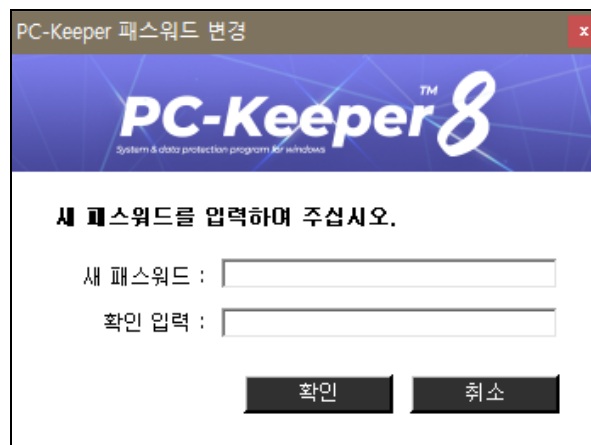 PC-Keeper 패스워드 변경
x
PC-Keeper™ 8
System & data protection program for windows
새 패스워드를 입력하여 주십시오.
새 패스워드 :
확인 입력 :
확인 취소